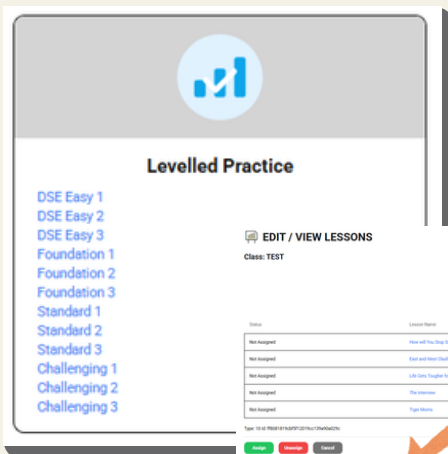 Levelled Practice
DSE Easy 1
DSE Easy 2
DSE Easy 3
Foundation 1
Foundation 2
Foundation 3
Standard 1
Standard 2
Standard 3
Challenging 1
Challenging 2
Challenging 3
EDIT / VIEW LESSONS
Class: TEST
Status Lesson Name
Not Assigned How will You Stop
Not Assigned East and West
Not Assigned Life Gets Tougher
Not Assigned The Interview
Not Assigned
Assign Unassign Cancel